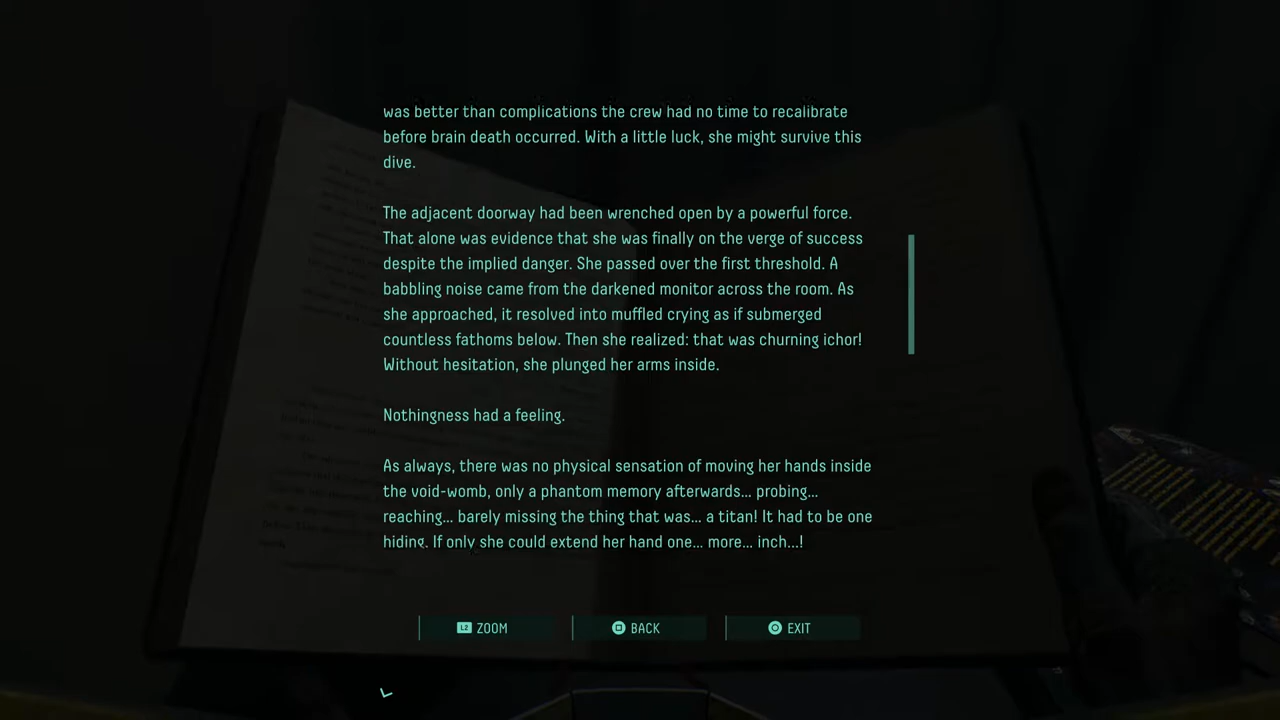 was better than complications the crew had no time to recalibrate
before brain death occurred. With a little luck, she might survive this
dive.
The adjacent doorway had been wrenched open by a powerful force.
That alone was evidence that she was finally on the verge of success
despite the implied danger. She passed over the first threshold. A
babbling noise came from the darkened monitor across the room. As
she approached, it resolved into muffled crying as if submerged
countless fathoms below. Then she realized: that was churning ichor!
Without hesitation, she plunged her arms inside.
Nothingness had a feeling.
As always, there was no physical sensation of moving her hands inside
the void-womb, only a phantom memory afterwards... probing...
reaching... barely missing the thing that was... a titan! It had to be one
hiding. If only she could extend her hand one... more... inch...!
L2 ZOOM
BACK
EXIT